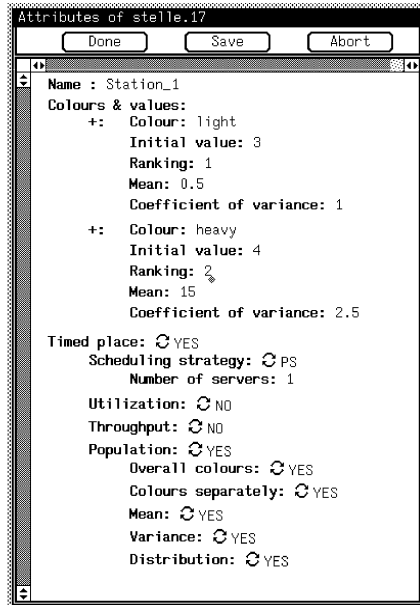 Attributes of stelle.17
Done Save Abort
Name : Station_1
Colours & values:
+: Colour: light
Initial value: 3
Ranking: 1
Mean: 0.5
Coefficient of variance: 1
+: Colour: heavy
Initial value: 4
Ranking: 2
Mean: 15
Coefficient of variance: 2.5
Timed place: YES
Scheduling strategy: PS
Number of servers: 1
Utilization: NO
Throughput: NO
Population: YES
Overall colours: YES
Colours separately: YES
Mean: YES
Variance: YES
Distribution: YES